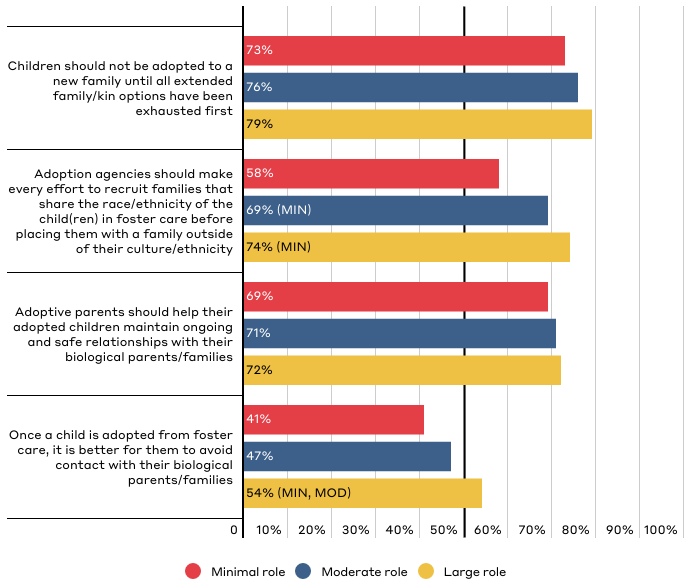 73%
Children should not be adopted to a
new family until all extended
family/kin options have been
exhausted first
76%
79%
58%
Adoption agencies should make
every effort to recruit families that
share the race/ethnicity of the
child(ren) in foster care before
placing them with a family outside
of their culture/ethnicity
69% (MIN)
74% (MIN)
69%
Adoptive parents should help their
adopted children maintain ongoing
and safe relationships with their
biological parents/families
71%
72%
41%
Once a child is adopted from foster
care, it is better for them to avoid
contact with their biological
parents/families
47%
54% (MIN, MOD)
0 10% 20% 30% 40% 50% 60% 70% 80% 90% 100%
Minimal role Moderate role Large role